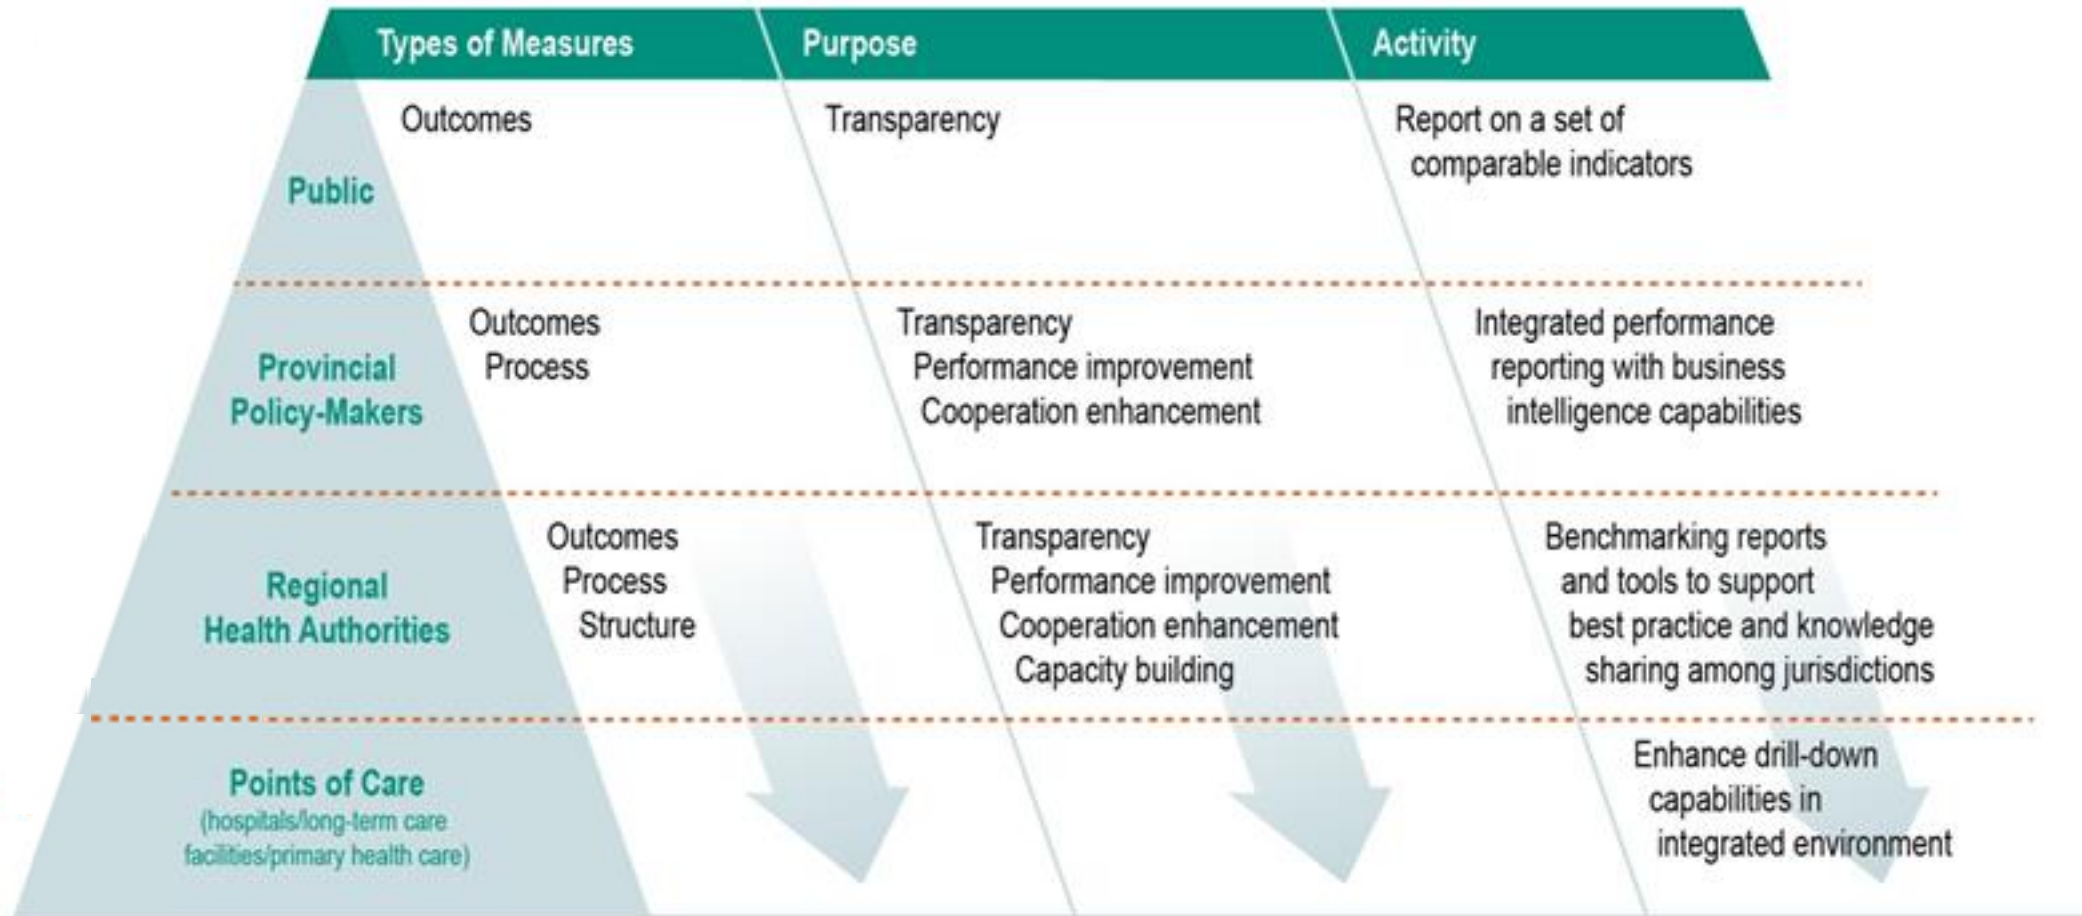 Types of Measures
Purpose
Activity
Public
Outcomes
Transparency
Report on a set of
comparable indicators
Provincial
Policy-Makers
Outcomes
Process
Transparency
Performance improvement
Cooperation enhancement
Integrated performance
reporting with business
intelligence capabilities
Regional
Health Authorities
Outcomes
Process
Structure
Transparency
Performance improvement
Cooperation enhancement
Capacity building
Benchmarking reports
and tools to support
best practice and knowledge
sharing among jurisdictions
Points of Care
(hospitals/long-term care
facilities/primary health care)
Enhance drill-down
capabilities in
integrated environment